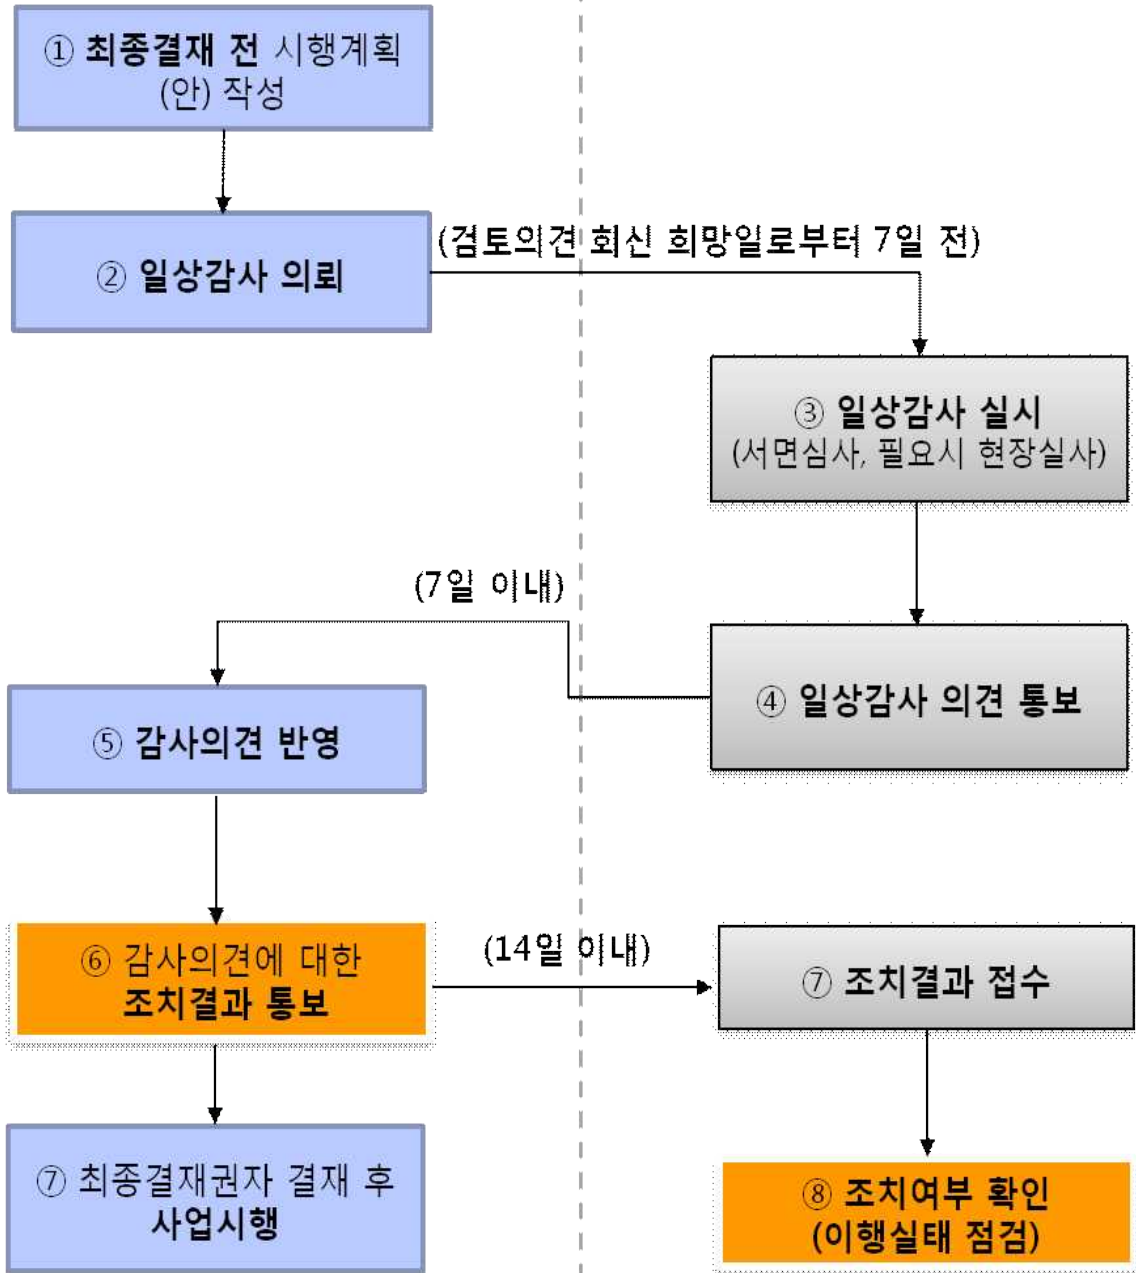 ① 최종결재 전 시행계획
(안) 작성
② 일상감사 의뢰
(검토의견 회신 희망일로부터 7일 전)
③ 일상감사 실시
(서면심사, 필요시 현장실사)
(7일 이내)
④ 일상감사 의견 통보
⑤ 감사의견 반영
⑥ 감사의견에 대한
조치결과 통보
(14일 이내)
⑦ 조치결과 접수
⑦ 최종결재권자 결재 후
사업시행
⑧ 조치여부 확인
(이행실태 점검)